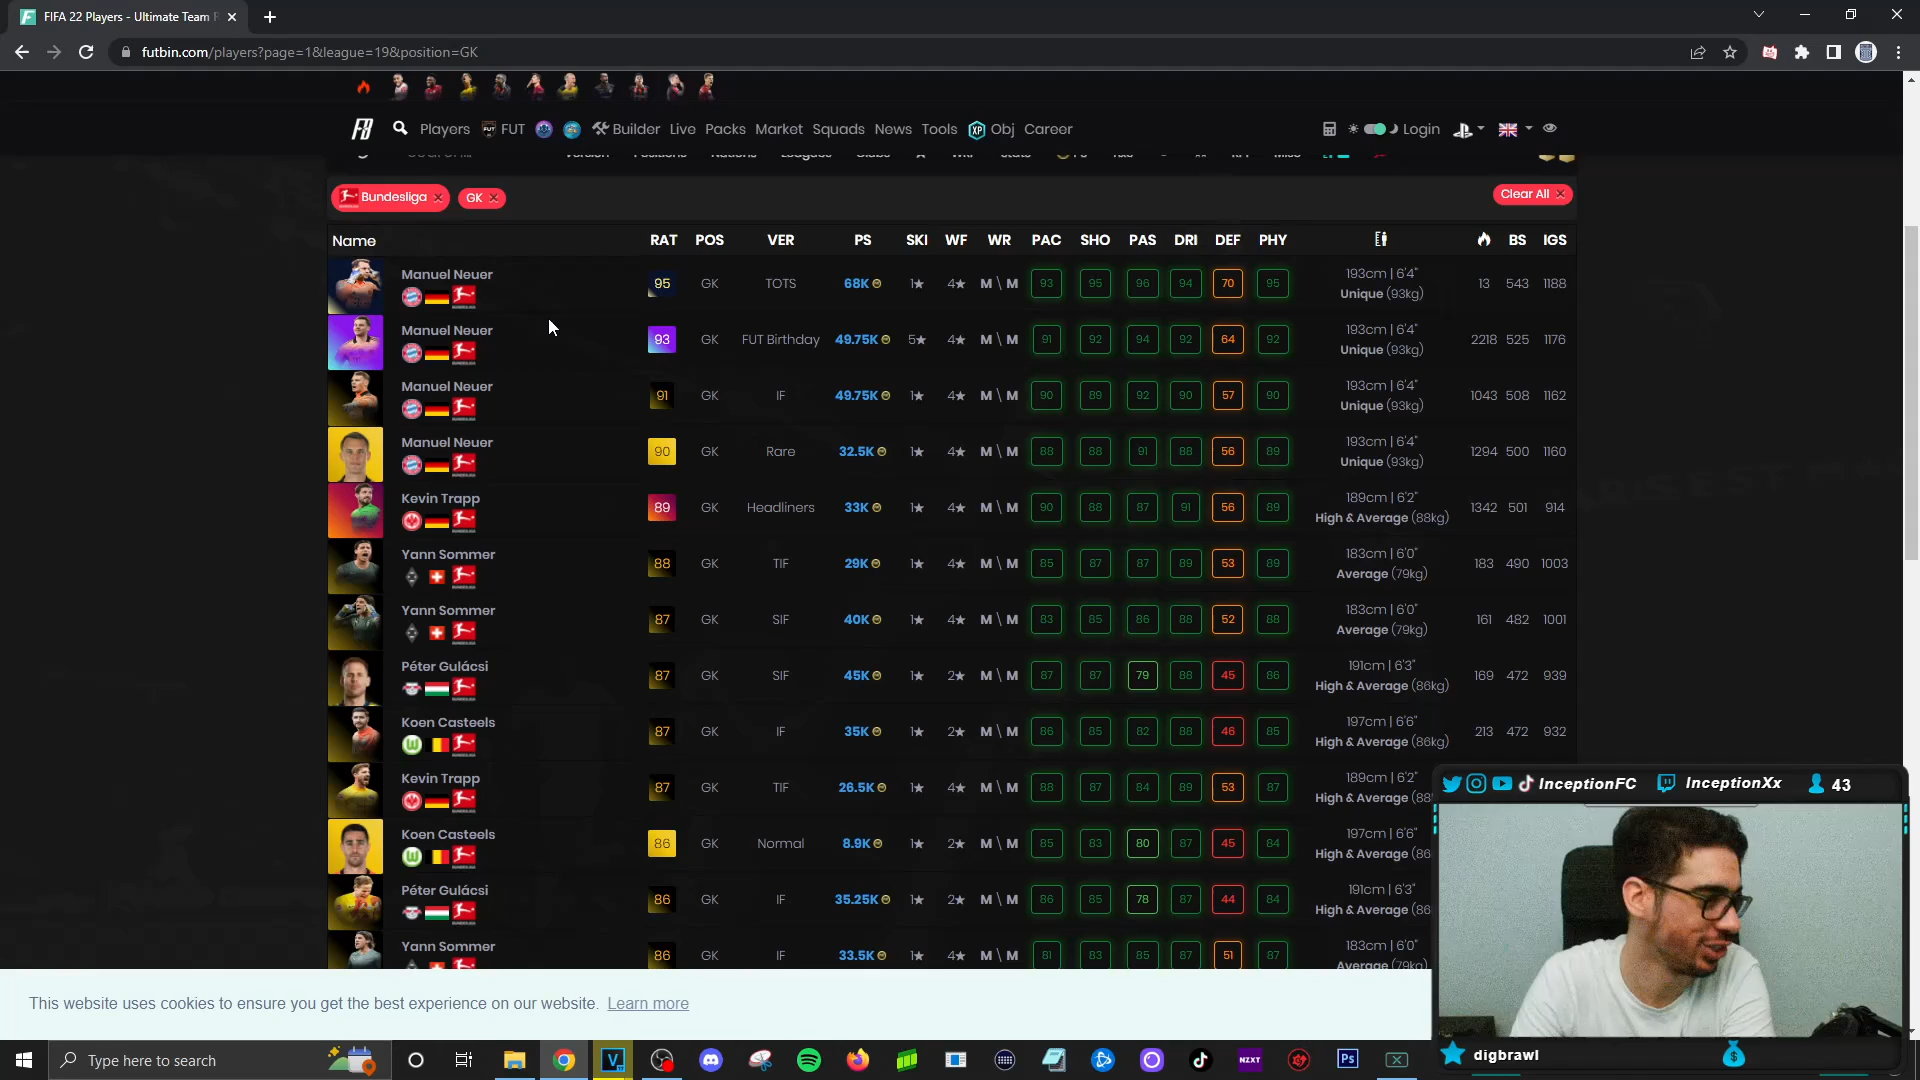 FIFA 22 Players - Ultimate Team
futbin.com/players?page=1&league=19&position=GK
Players FUT Builder Live Packs Market Squads News Tools XP Obj Career Login
Bundesliga × GK × Clear All ×
Name RAT POS VER PS SKI WF WR PAC SHO PAS DRI DEF PHY BS IGS
Manuel Neuer 95 GK TOTS 68K 1★ 4★ M \ M 93 95 96 94 70 95 193cm | 6'4" Unique (93kg) 13 543 1188
Manuel Neuer 93 GK FUT Birthday 49.75K 5★ 4★ M \ M 91 92 94 92 64 92 193cm | 6'4" Unique (93kg) 2218 525 1176
Manuel Neuer 91 GK IF 49.75K 1★ 4★ M \ M 90 89 92 90 57 90 193cm | 6'4" Unique (93kg) 1043 508 1162
Manuel Neuer 90 GK Rare 32.5K 1★ 4★ M \ M 88 88 91 88 56 89 193cm | 6'4" Unique (93kg) 1294 500 1160
Kevin Trapp 89 GK Headliners 33K 1★ 4★ M \ M 90 88 87 91 56 89 189cm | 6'2" High & Average (88kg) 1342 501 914
Yann Sommer 88 GK TIF 29K 1★ 4★ M \ M 85 87 87 89 53 89 183cm | 6'0" Average (79kg) 183 490 1003
Yann Sommer 87 GK SIF 40K 1★ 4★ M \ M 83 85 86 88 52 88 183cm | 6'0" Average (79kg) 161 482 1001
Péter Gulácsi 87 GK SIF 45K 1★ 2★ M \ M 87 87 79 88 45 86 191cm | 6'3" High & Average (86kg) 169 472 939
Koen Casteels 87 GK IF 35K 1★ 2★ M \ M 86 85 82 88 46 85 197cm | 6'6" High & Average (86kg) 213 472 932
Kevin Trapp 87 GK TIF 26.5K 1★ 4★ M \ M 88 87 84 89 53 87 189cm | 6'2" High & Average (88
Koen Casteels 86 GK Normal 8.9K 1★ 2★ M \ M 85 83 80 87 45 84 197cm | 6'6" High & Average (86
Péter Gulácsi 86 GK IF 35.25K 1★ 2★ M \ M 86 85 78 87 44 84 191cm | 6'3" High & Average (86
Yann Sommer 86 GK IF 33.5K 1★ 4★ M \ M 81 83 85 87 51 87 183cm | 6'0" Average (79kg)
InceptionFC InceptionXx 43
This website uses cookies to ensure you get the best experience on our website. Learn more
digbrawl
Type here to search
NZXT
Ps